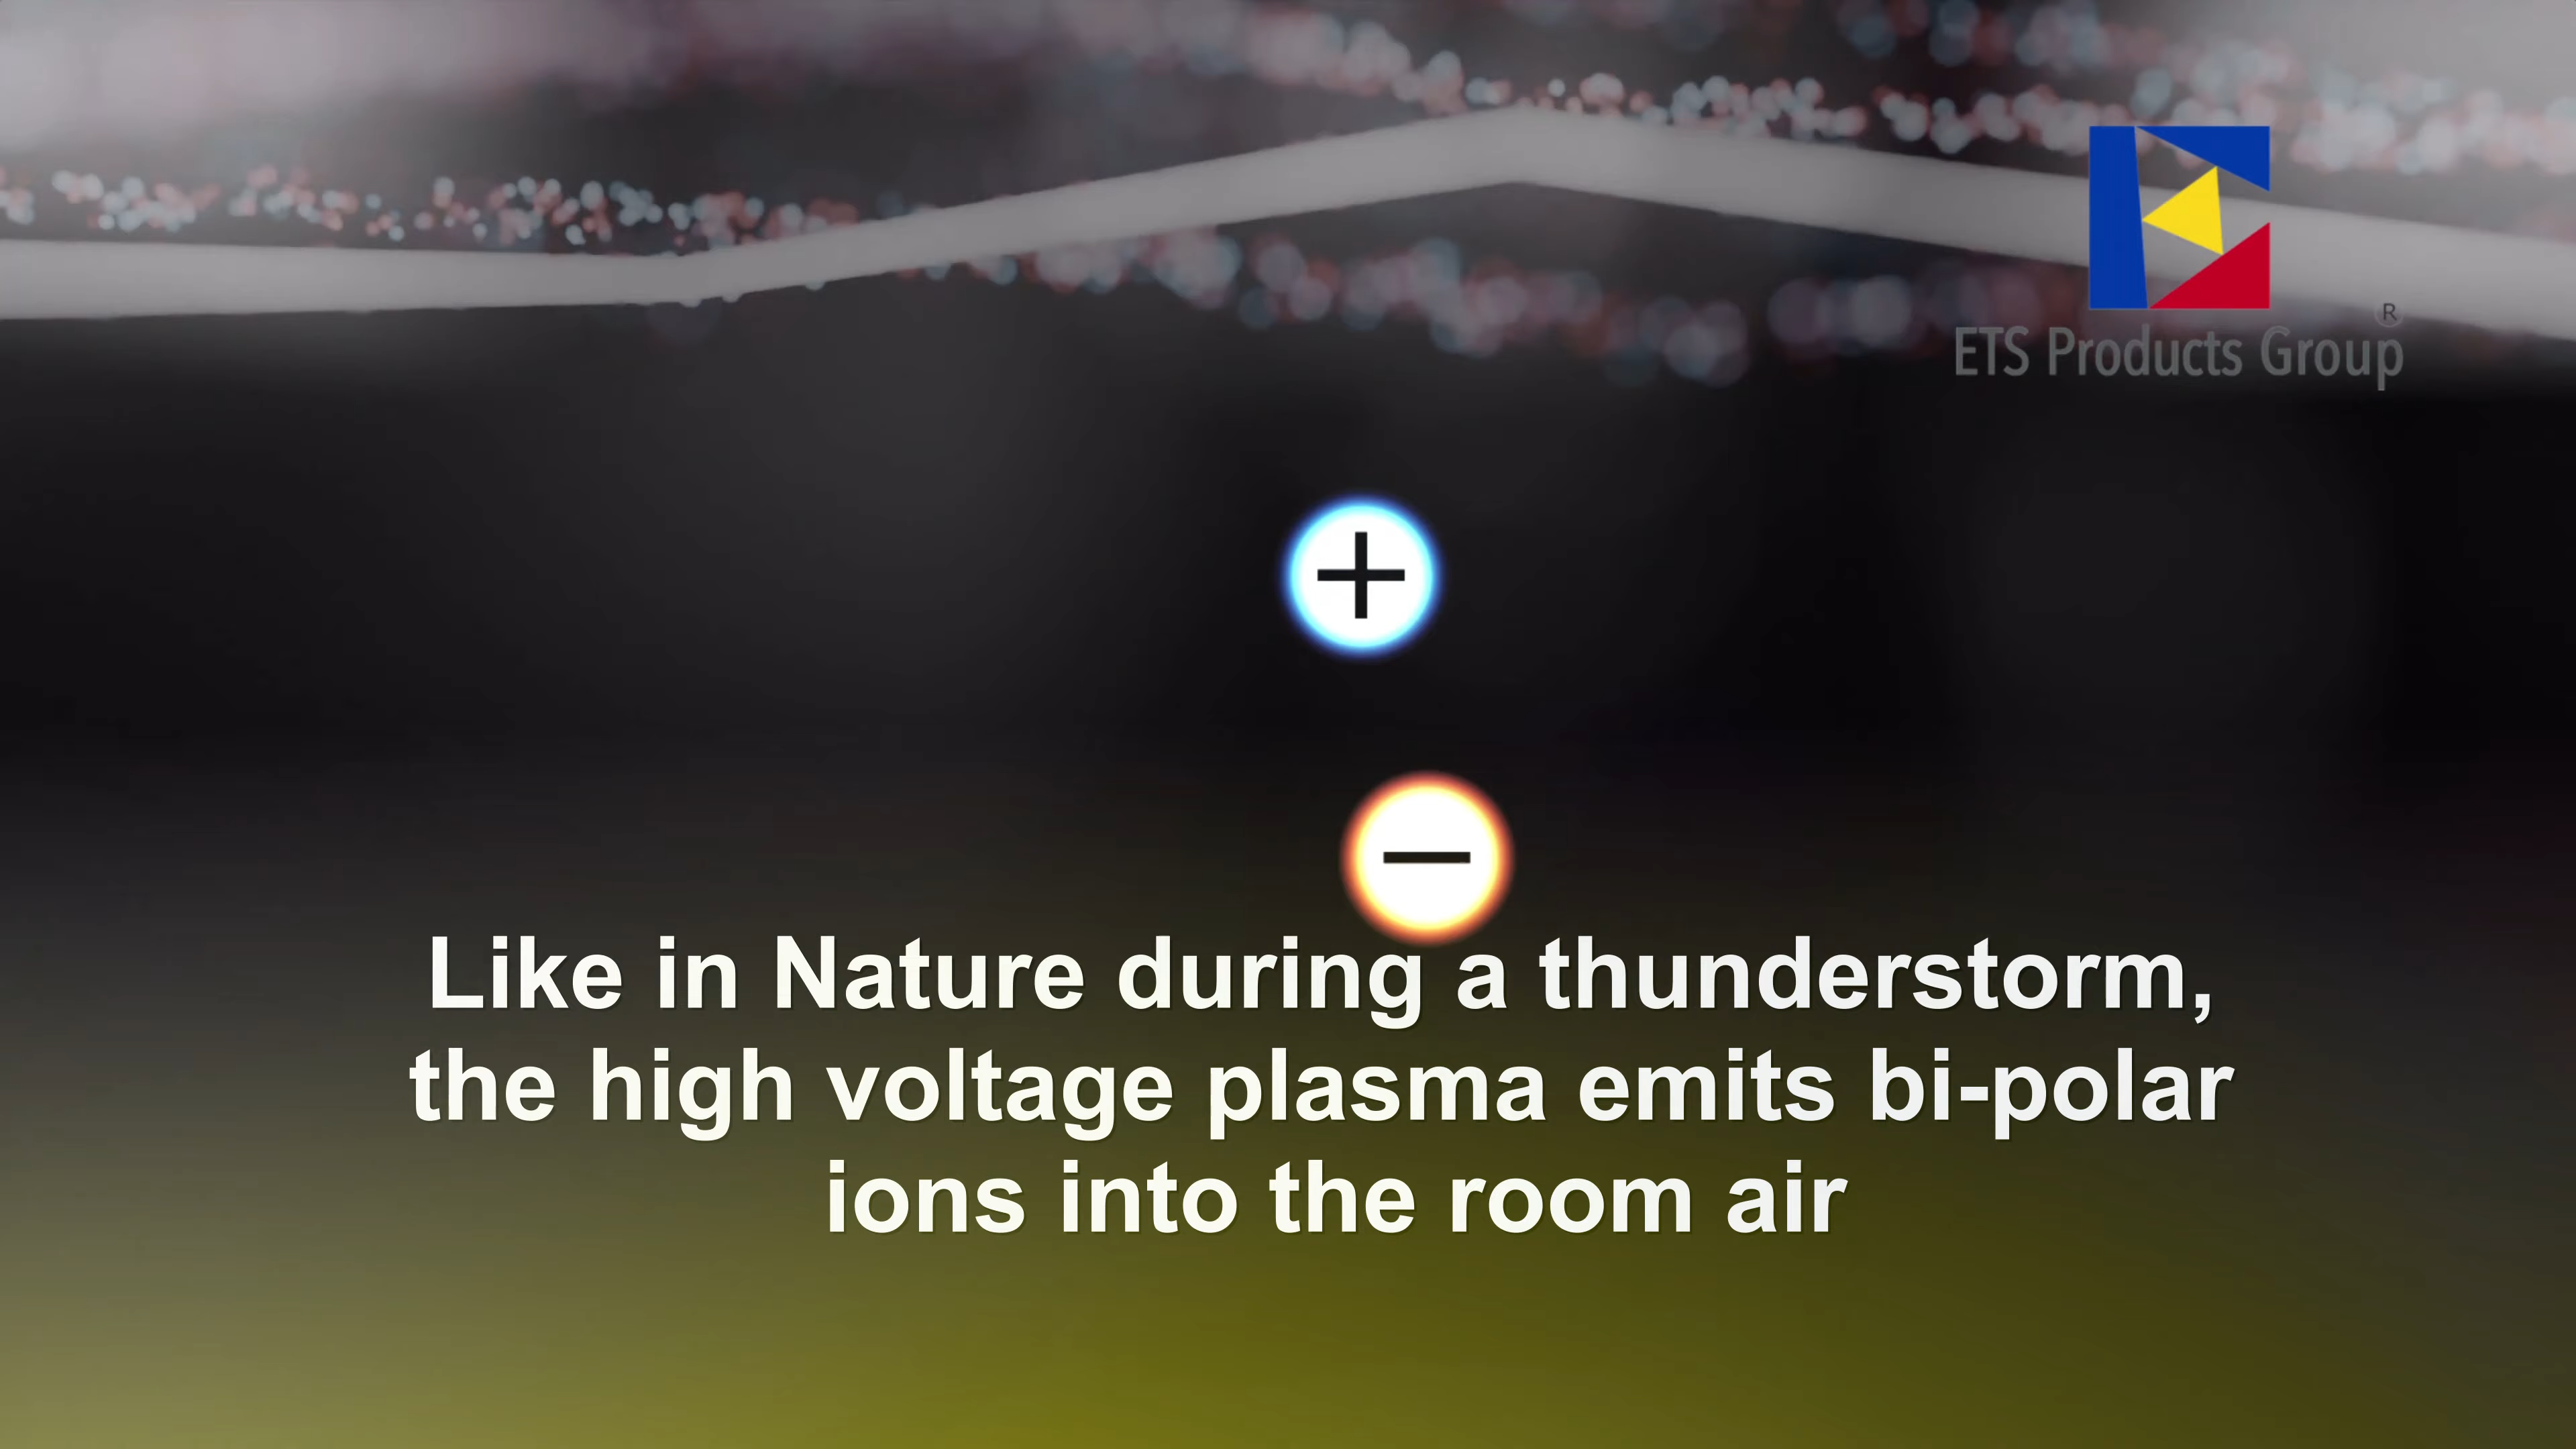 ETS Products Group ®
+
−
Like in Nature during a thunderstorm,
the high voltage plasma emits bi-polar
ions into the room air